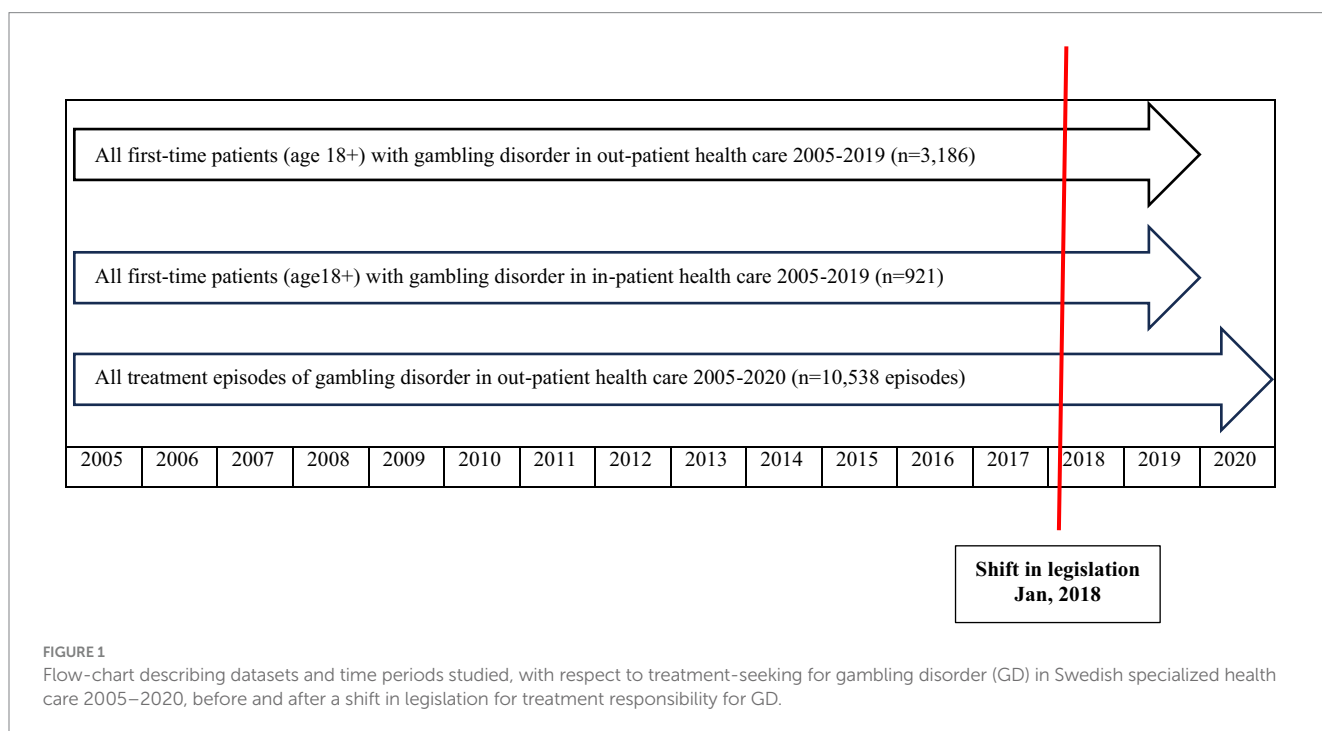 All first-time patients (age 18+) with gambling disorder in out-patient health care 2005-2019 (n=3,186)
All first-time patients (age18+) with gambling disorder in in-patient health care 2005-2019 (n=921)
All treatment episodes of gambling disorder in out-patient health care 2005-2020 (n=10,538 episodes)
2005 2006 2007 2008 2009 2010 2011 2012 2013 2014 2015 2016 2017 2018 2019 2020
Shift in legislation
Jan, 2018
FIGURE 1
Flow-chart describing datasets and time periods studied, with respect to treatment-seeking for gambling disorder (GD) in Swedish specialized health
care 2005–2020, before and after a shift in legislation for treatment responsibility for GD.